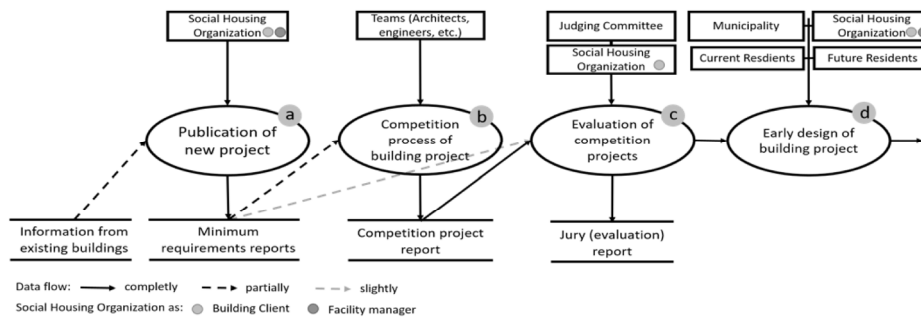 Social Housing
Organization
Teams (Architects,
engineers, etc.)
Judging Committee
Social Housing
Organization
Municipality
Social Housing
Organization
Current Resdients
Future Residents
a
Publication of
new project
b
Competition
process of
building project
c
Evaluation of
competition
projects
d
Early design of
building project
Information from
existing buildings
Minimum
requirements reports
Competition project
report
Jury (evaluation)
report
Data flow: completly partially slightly
Social Housing Organization as: Building Client Facility manager